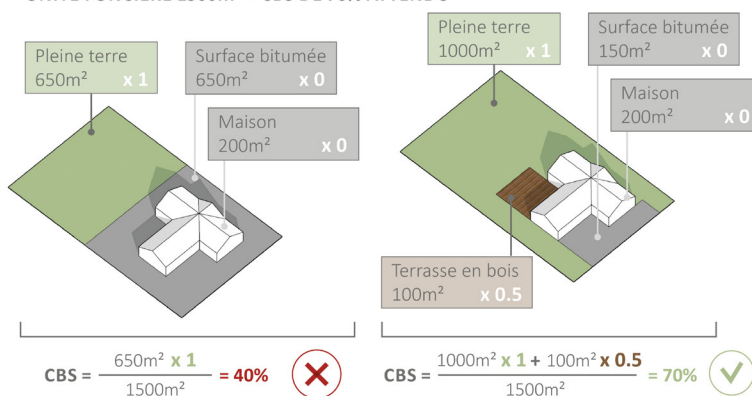 Pleine terre
650m² x 1
Surface bitumée
650m² x 0
Maison
200m² x 0
Pleine terre
1000m² x 1
Surface bitumée
150m² x 0
Maison
200m² x 0
Terrasse en bois
100m² x 0.5
CBS = 650m² x 1 / 1500m² = 40%
CBS = 1000m² x 1 + 100m² x 0.5 / 1500m² = 70%